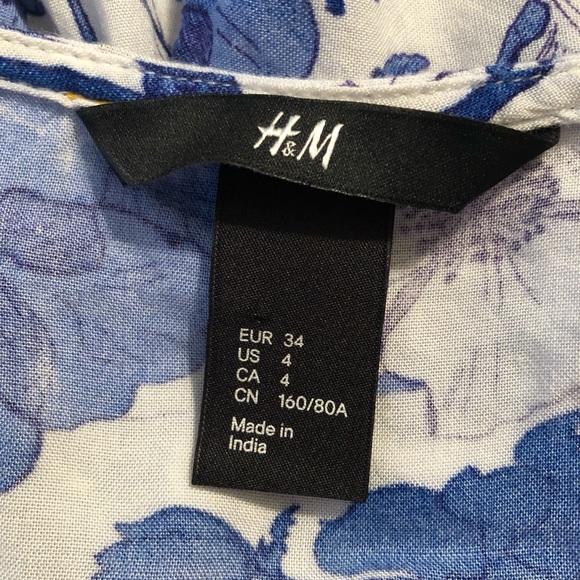 H&M
EUR 34
US 4
CA 4
CN 160/80A
Made in
India